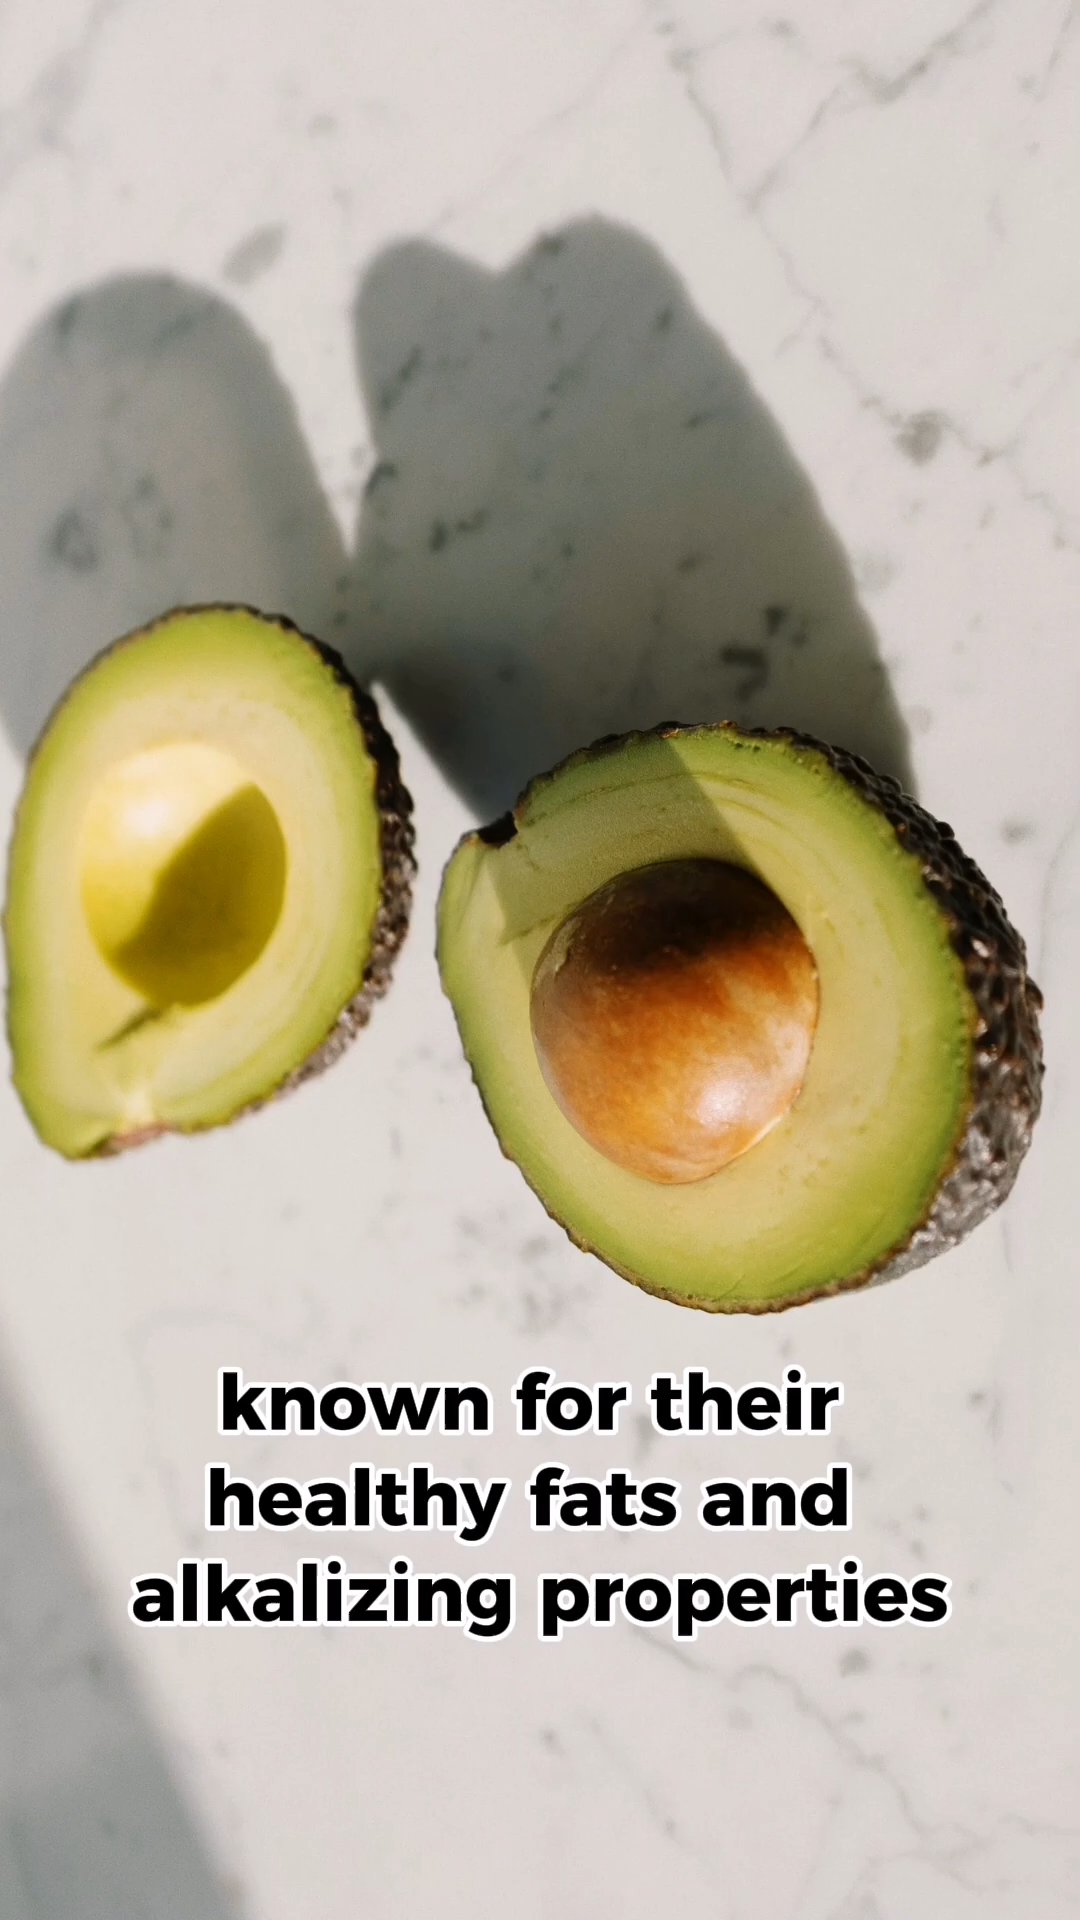 known for their
healthy fats and
alkalizing properties